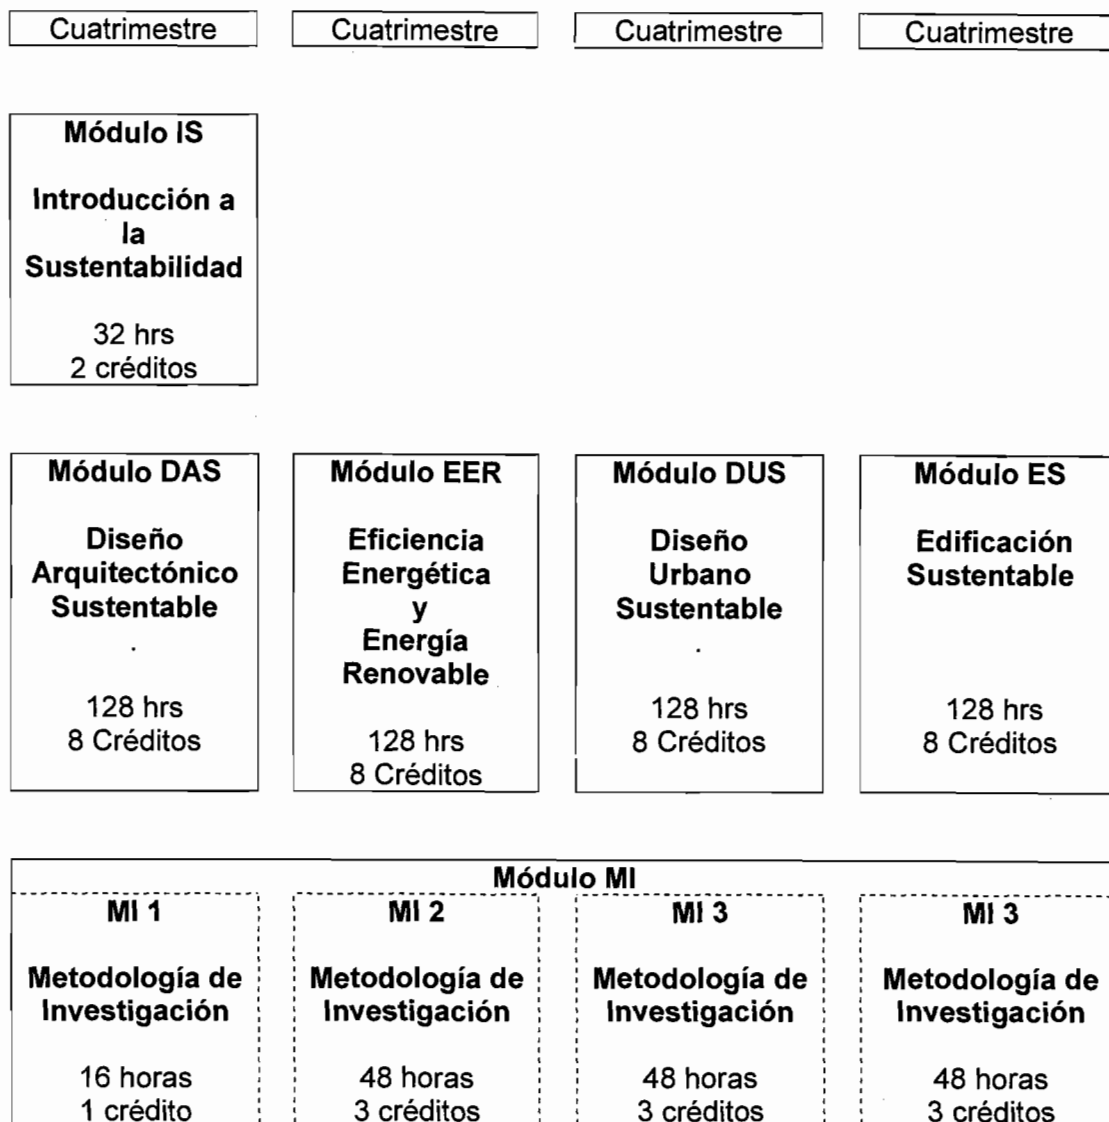 Cuatrimestre
Cuatrimestre
Cuatrimestre
Cuatrimestre
Módulo IS
Introducción a
la
Sustentabilidad
32 hrs
2 créditos
Módulo DAS
Diseño
Arquitectónico
Sustentable
.
128 hrs
8 Créditos
Módulo EER
Eficiencia
Energética
y
Energía
Renovable
128 hrs
8 Créditos
Módulo DUS
Diseño
Urbano
Sustentable
.
128 hrs
8 Créditos
Módulo ES
Edificación
Sustentable
128 hrs
8 Créditos
Módulo MI
MI 1
Metodología de
Investigación
16 horas
1 crédito
MI 2
Metodología de
Investigación
48 horas
3 créditos
MI 3
Metodología de
Investigación
48 horas
3 créditos
MI 3
Metodología de
Investigación
48 horas
3 créditos